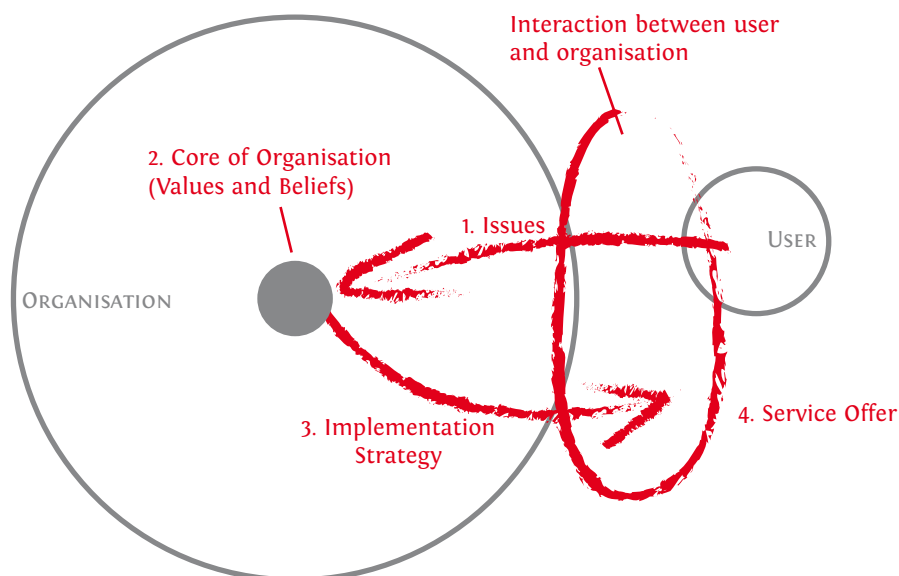 Interaction between user
and organisation
2. Core of Organisation
(Values and Beliefs)
1. Issues
User
Organisation
3. Implementation
Strategy
4. Service Offer